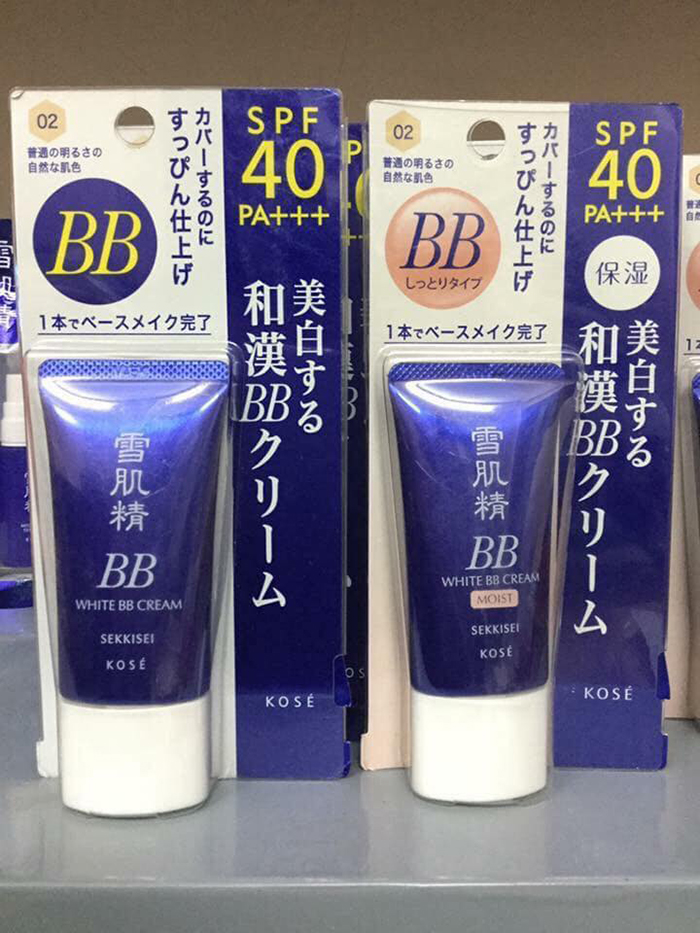 02
普通の明るさの
自然な肌色
カバーするのに
すっぴん仕上げ
BB
1本でベースメイク完了
SPF
40
PA+++
美白する
和漢BBクリーム
雪肌精
BB
WHITE BB CREAM
SEKKISEI
KOSÉ
KOSÉ
02
普通の明るさの
自然な肌色
カバーするのに
すっぴん仕上げ
BB
しっとりタイプ
1本でベースメイク完了
SPF
40
PA+++
保湿
美白する
和漢BBクリーム
雪肌精
BB
WHITE BB CREAM
MOIST
SEKKISEI
KOSÉ
KOSÉ